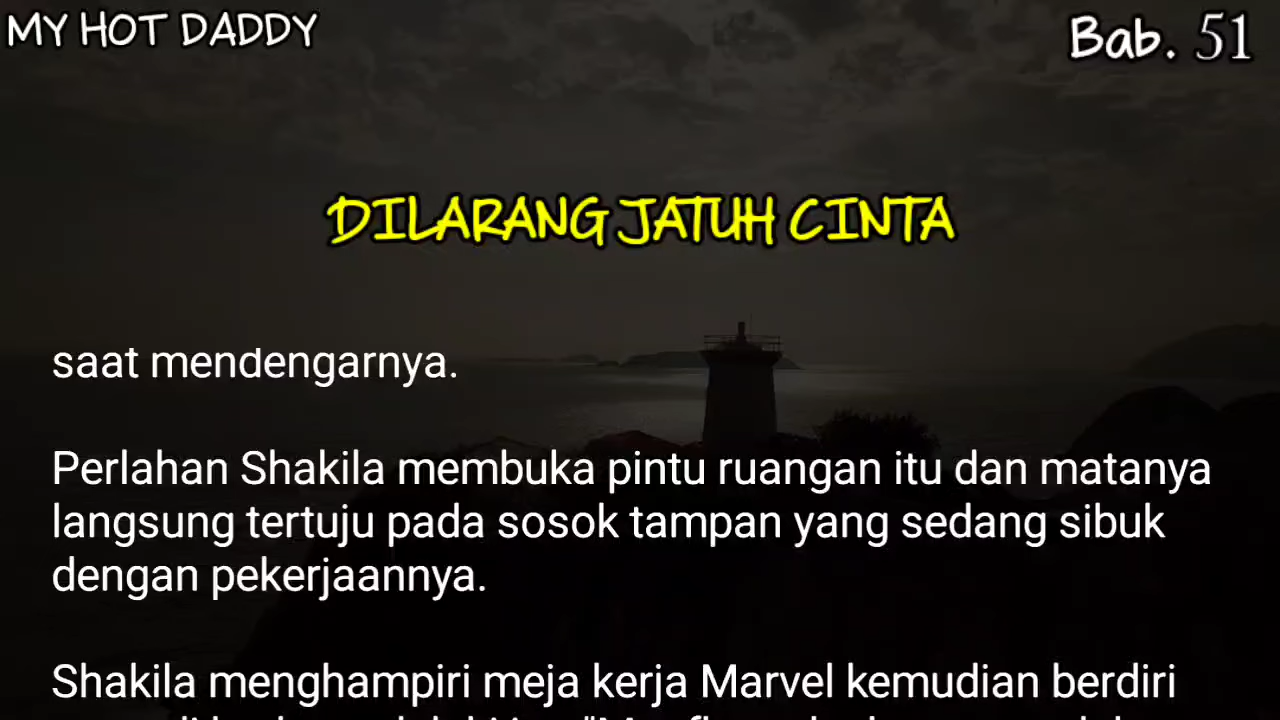 MY HOT DADDY
Bab. 51
DILARANG JATUH CINTA
saat mendengarnya.
Perlahan Shakila membuka pintu ruangan itu dan matanya
langsung tertuju pada sosok tampan yang sedang sibuk
dengan pekerjaannya.
Shakila menghampiri meja kerja Marvel kemudian berdiri